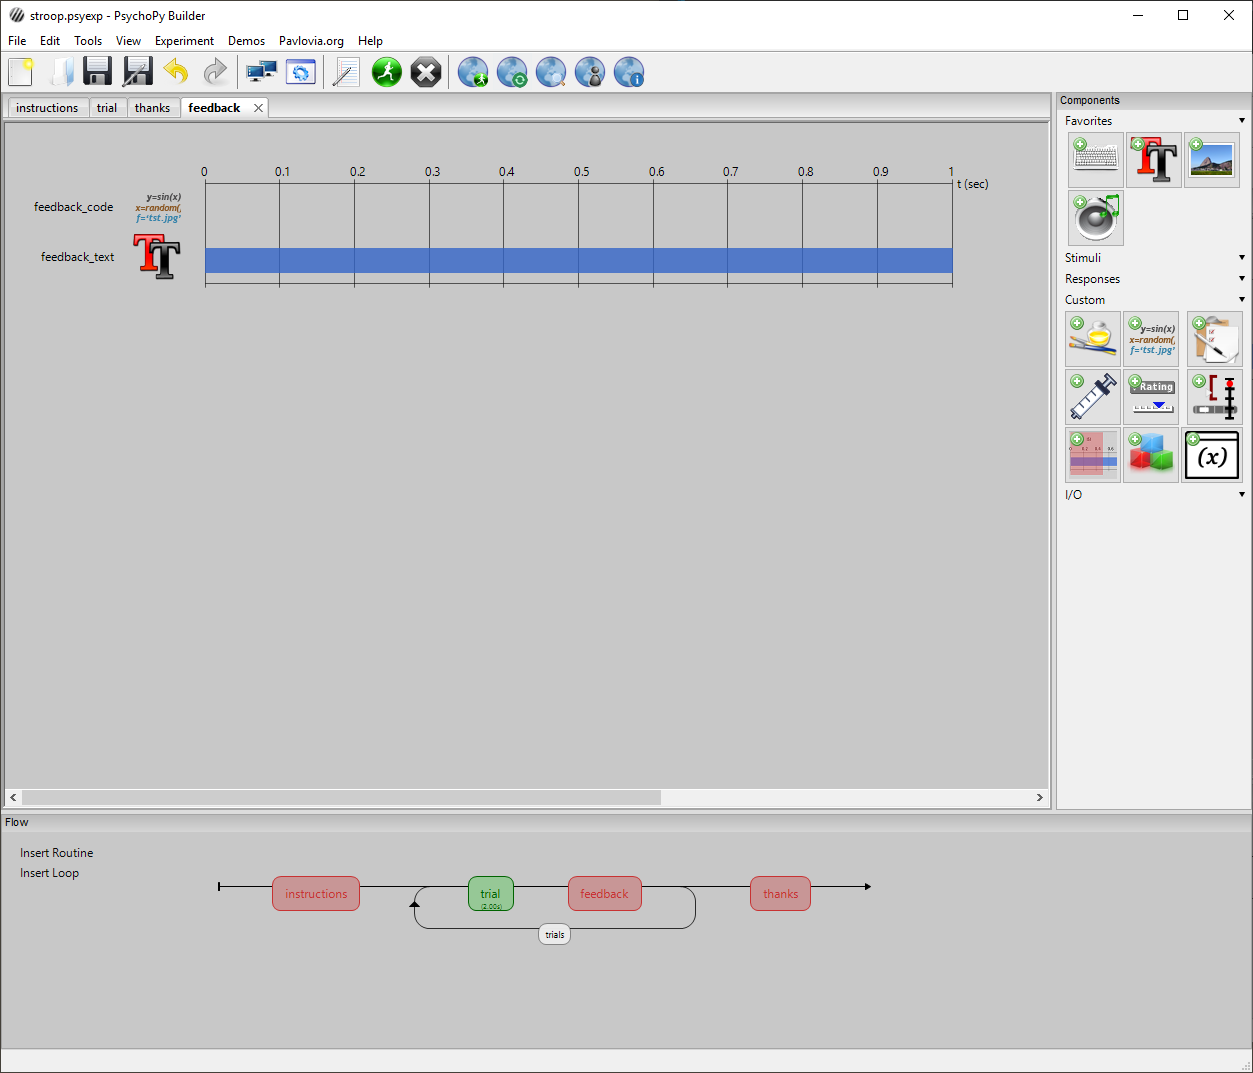 stroop.psyexp - PsychoPy Builder
File Edit Tools View Experiment Demos Pavlovia.org Help
instructions trial thanks feedback
0 0.1 0.2 0.3 0.4 0.5 0.6 0.7 0.8 0.9 1
t (sec)
feedback_code
y=sin(x)
x=random(,
f='tst.jpg'
feedback_text
TT
Components
Favorites
TT
Stimuli
Responses
Custom
y=sin(x)
x=random(,
f='tst.jpg'
Rating
(x)
I/O
Flow
Insert Routine
Insert Loop
instructions
trial
(2.00s)
feedback
thanks
trials